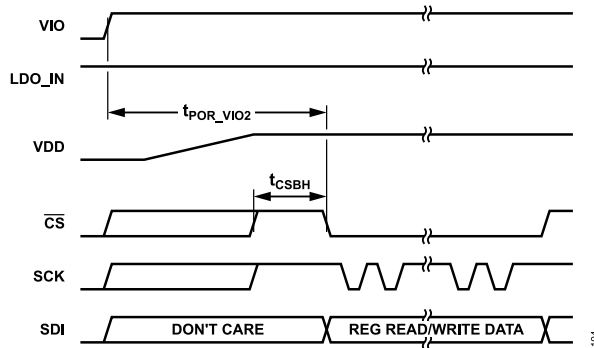 VIO
LDO_IN
tPOR_VIO2
VDD
tCSBH
CS
SCK
SDI
DON'T CARE
REG READ/WRITE DATA